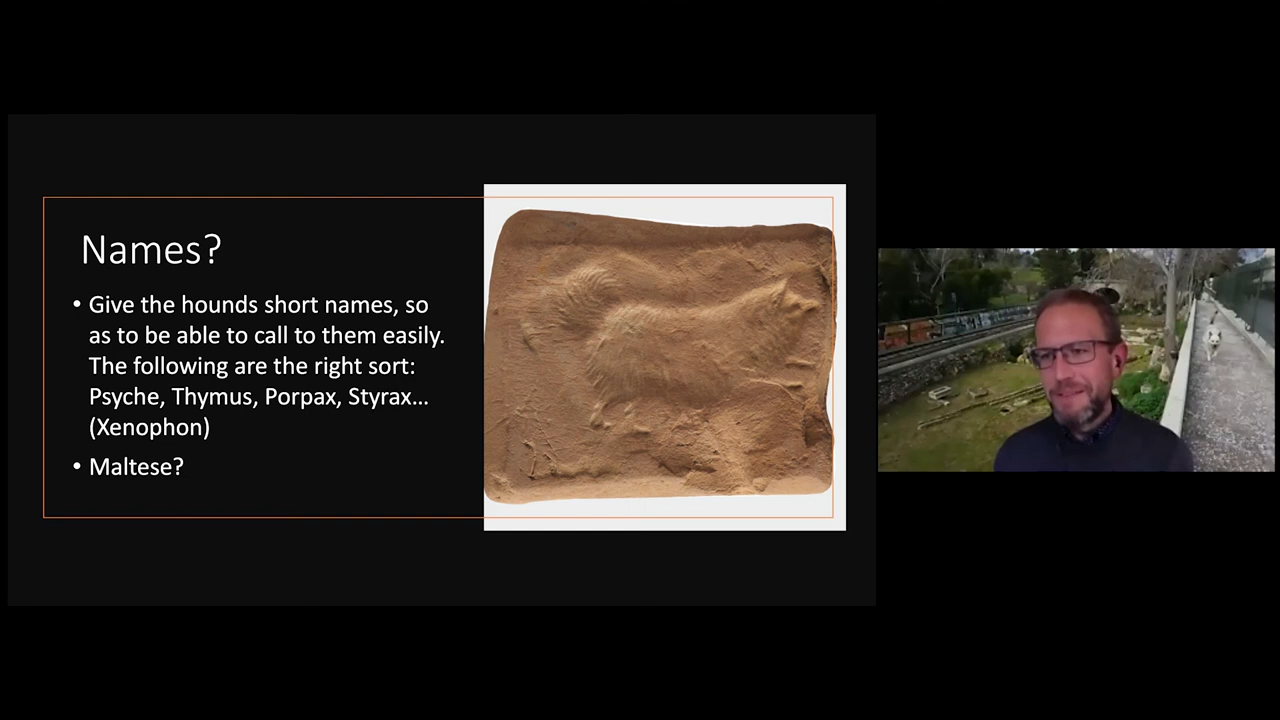 Names?
• Give the hounds short names, so
as to be able to call to them easily.
The following are the right sort:
Psyche, Thymus, Porpax, Styrax...
(Xenophon)
• Maltese?